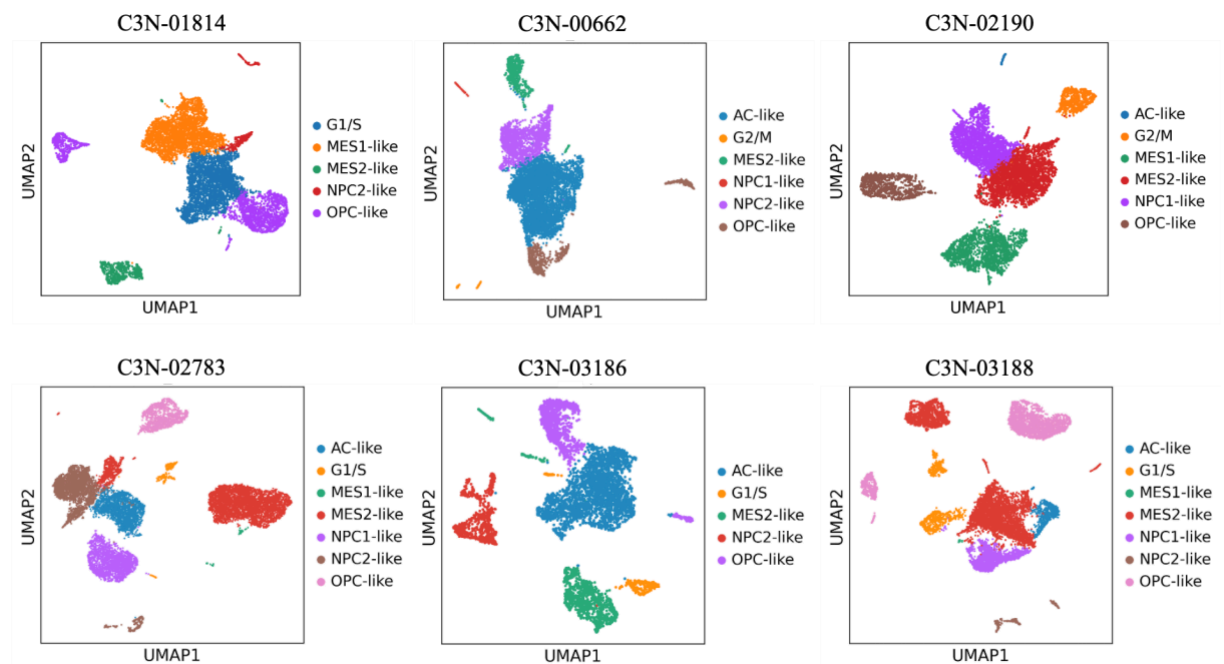 C3N-01814
UMAP2
UMAP1
G1/S
MES1-like
MES2-like
NPC2-like
OPC-like
C3N-00662
UMAP2
UMAP1
AC-like
G2/M
MES2-like
NPC1-like
NPC2-like
OPC-like
C3N-02190
UMAP2
UMAP1
AC-like
G2/M
MES1-like
MES2-like
NPC1-like
OPC-like
C3N-02783
UMAP2
UMAP1
AC-like
G1/S
MES1-like
MES2-like
NPC1-like
NPC2-like
OPC-like
C3N-03186
UMAP2
UMAP1
AC-like
G1/S
MES2-like
NPC2-like
OPC-like
C3N-03188
UMAP2
UMAP1
AC-like
G1/S
MES1-like
MES2-like
NPC1-like
NPC2-like
OPC-like